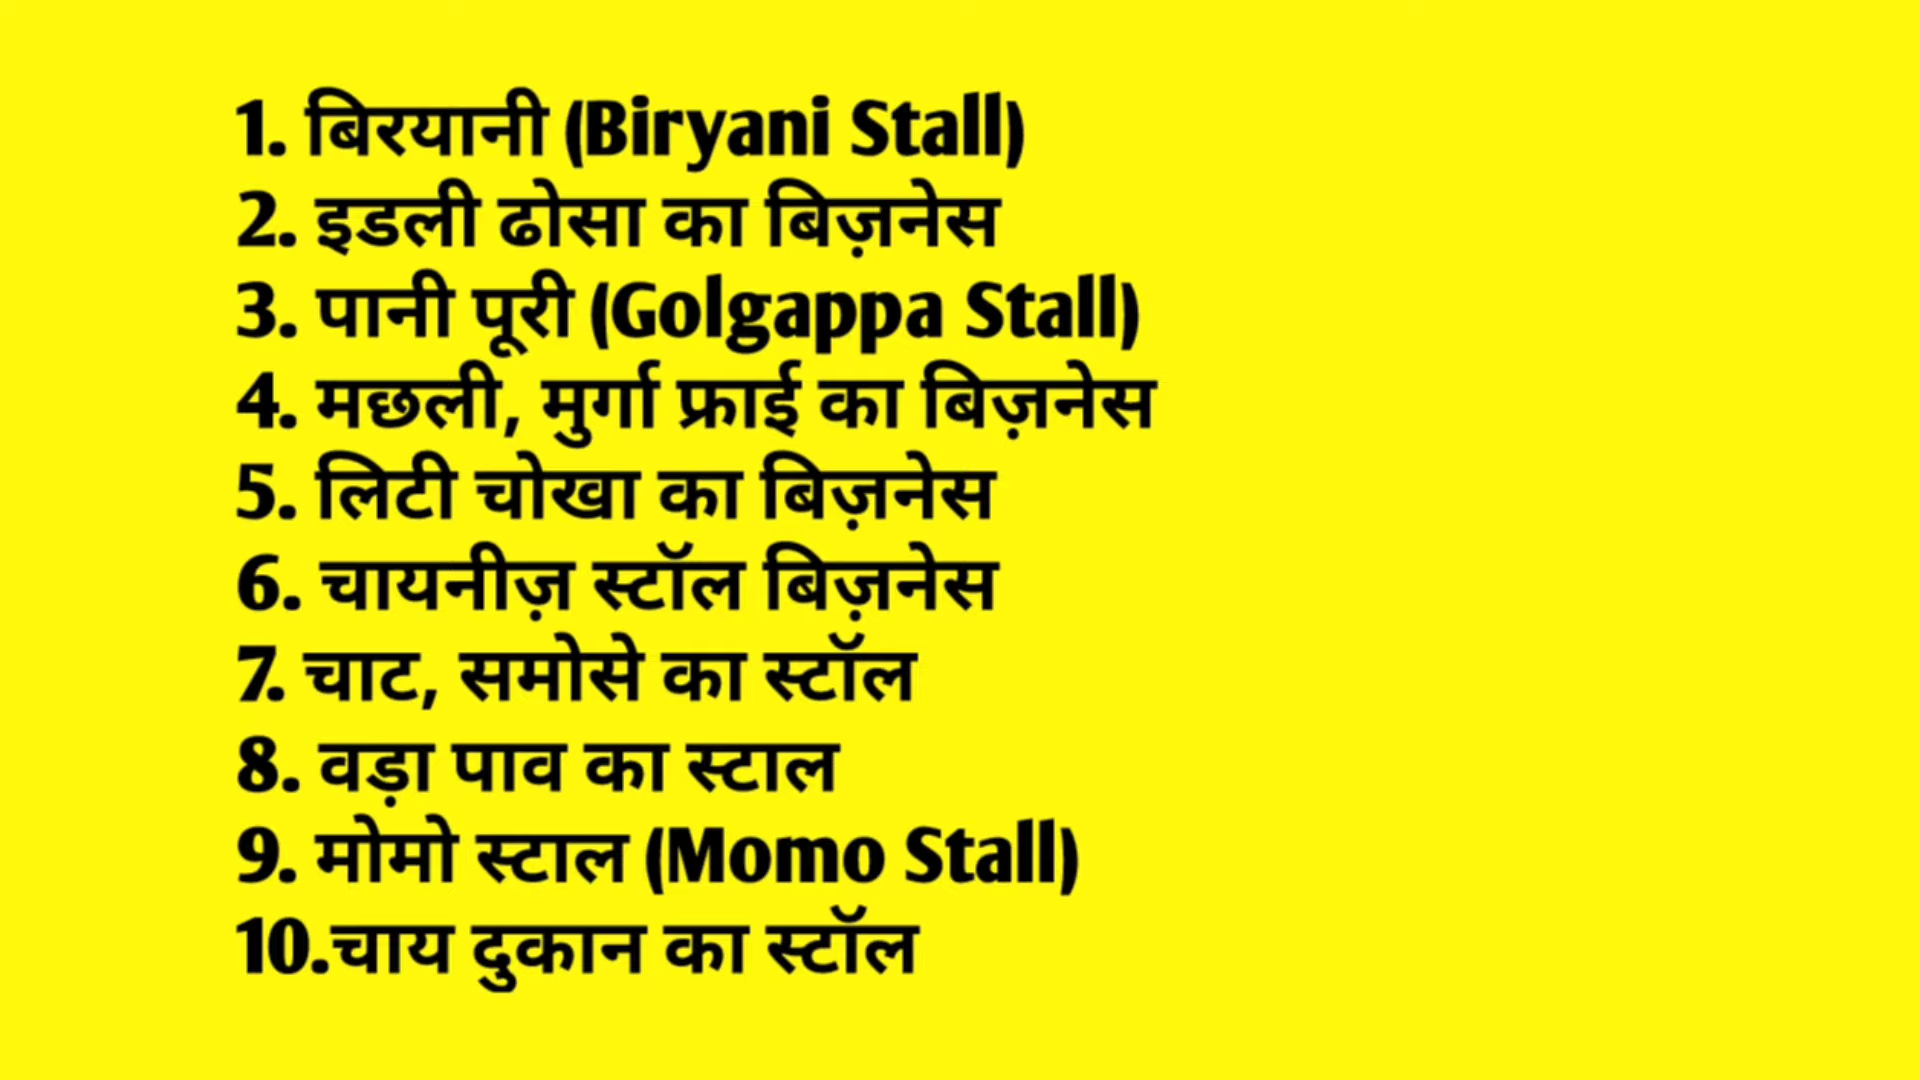 1. बिरयानी (Biryani Stall)
2. इडली ढोसा का बिज़नेस
3. पानी पूरी (Golgappa Stall)
4. मछली, मुर्गा फ्राई का बिज़नेस
5. लिटी चोखा का बिज़नेस
6. चायनीज़ स्टॉल बिज़नेस
7. चाट, समोसे का स्टॉल
8. वड़ा पाव का स्टाल
9. मोमो स्टाल (Momo Stall)
10.चाय दुकान का स्टॉल